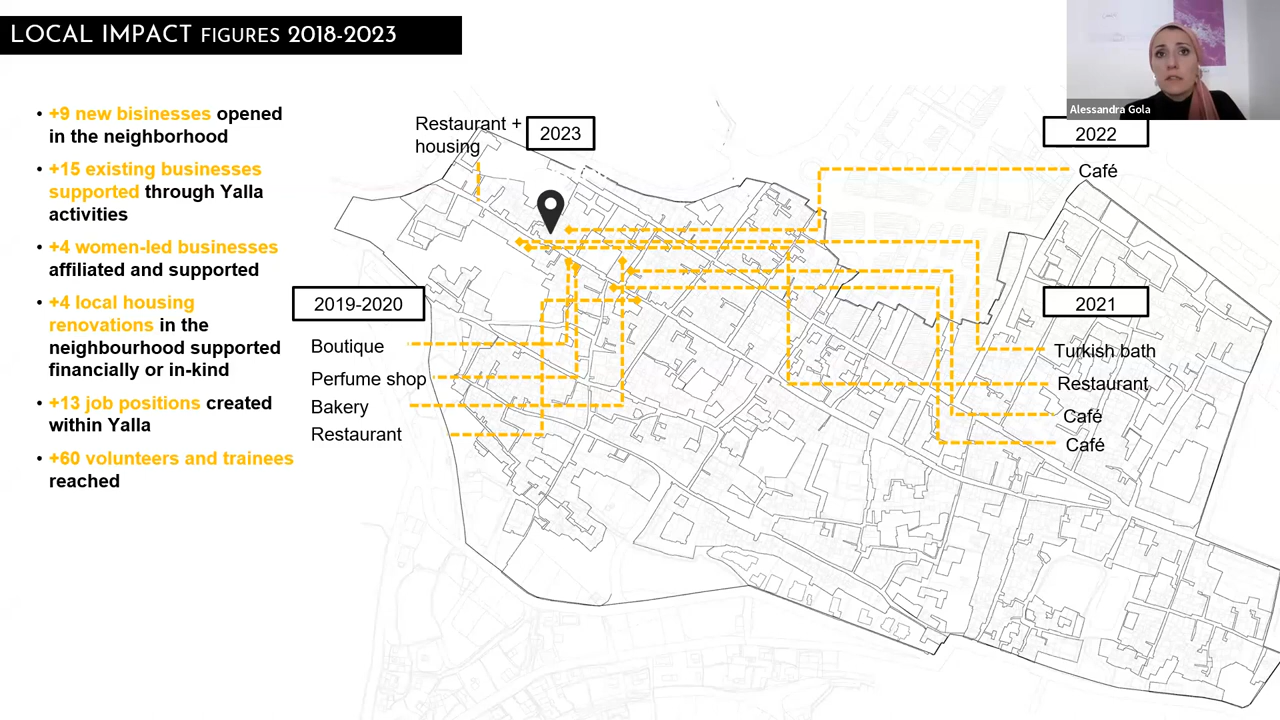 LOCAL IMPACT FIGURES 2018-2023
Alessandra Gola
• +9 new bisinesses opened
in the neighborhood
• +15 existing businesses
supported through Yalla
activities
• +4 women-led businesses
affiliated and supported
• +4 local housing
renovations in the
neighbourhood supported
financially or in-kind
• +13 job positions created
within Yalla
• +60 volunteers and trainees
reached
Restaurant +
housing
2023
2019-2020
Boutique
Perfume shop
Bakery
Restaurant
2022
Café
2021
Turkish bath
Restaurant
Café
Café